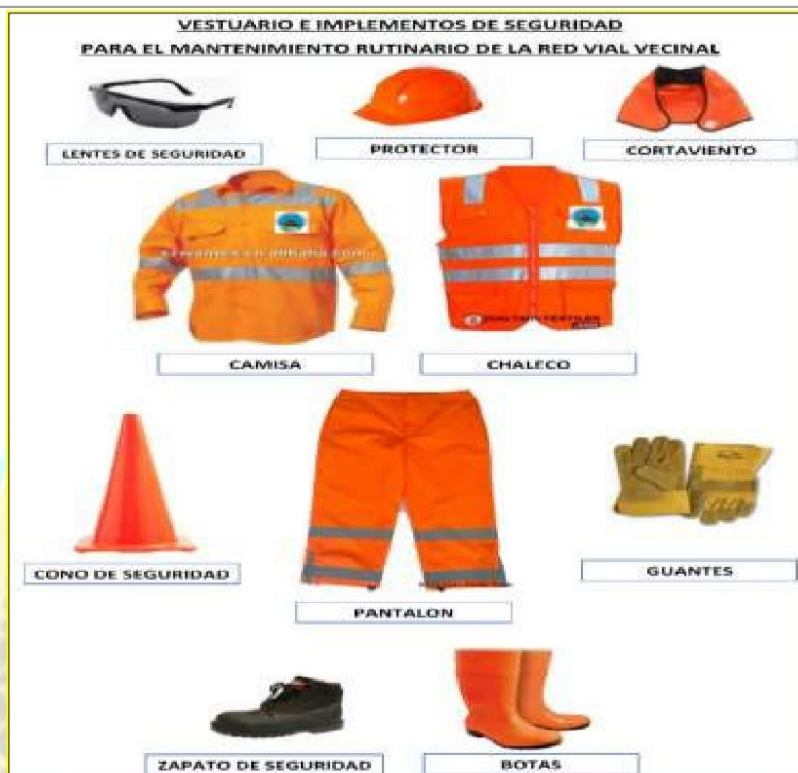 VESTUARIO E IMPLEMENTOS DE SEGURIDAD
PARA EL MANTENIMIENTO RUTINARIO DE LA RED VIAL VECINAL
LENTES DE SEGURIDAD
PROTECTOR
CORTAVIENTO
CAMISA
CHALECO
CONO DE SEGURIDAD
GUANTES
PANTALON
ZAPATO DE SEGURIDAD
BOTAS